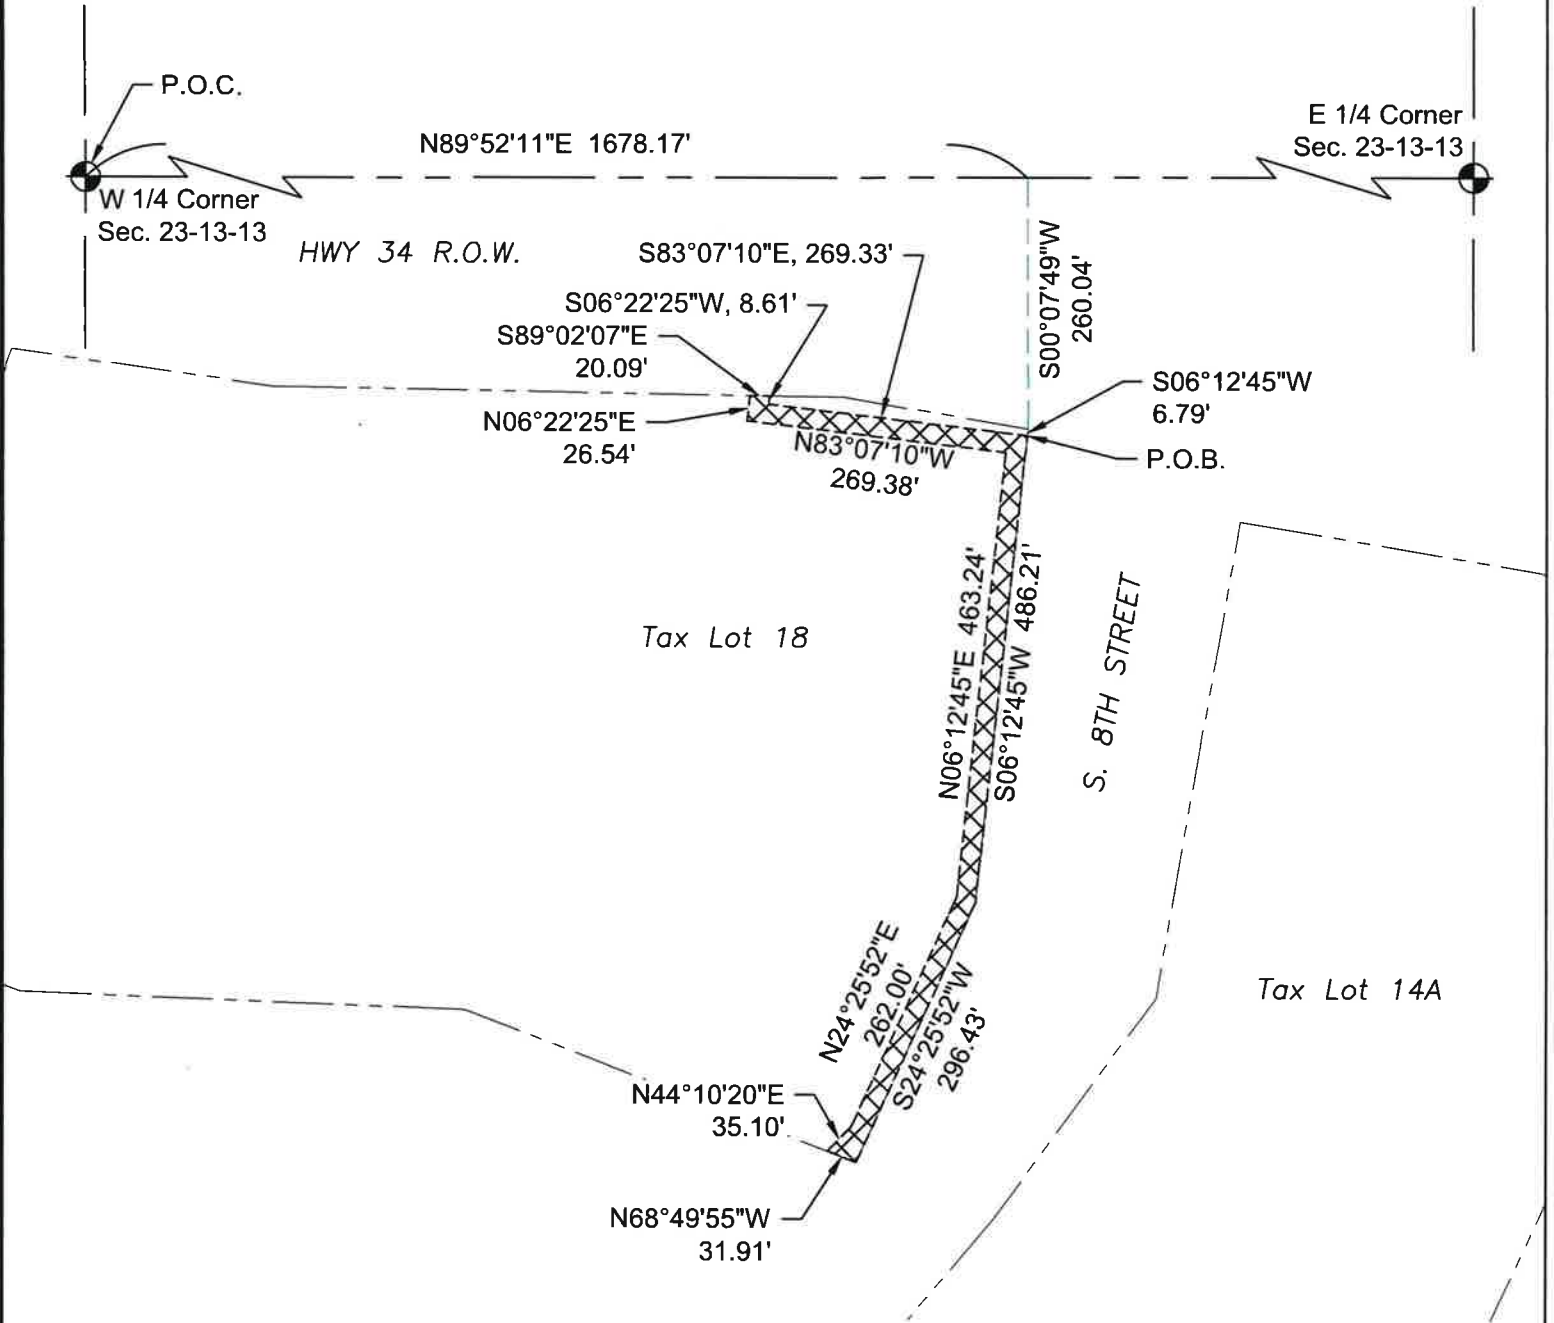 P.O.C.
N89°52'11"E 1678.17'
E 1/4 Corner
Sec. 23-13-13
W 1/4 Corner
Sec. 23-13-13
HWY 34 R.O.W.
S83°07'10"E, 269.33'
S00°07'49"W
260.04'
S06°22'25"W, 8.61'
S89°02'07"E
20.09'
S06°12'45"W
6.79'
N06°22'25"E
26.54'
N83°07'10"W
269.38'
P.O.B.
N06°12'45"E 463.24'
S06°12'45"W 486.21'
S. 8TH STREET
Tax Lot 18
N24°25'52"E
262.00'
S24°25'52"W
296.43'
Tax Lot 14A
N44°10'20"E
35.10'
N68°49'55"W
31.91'